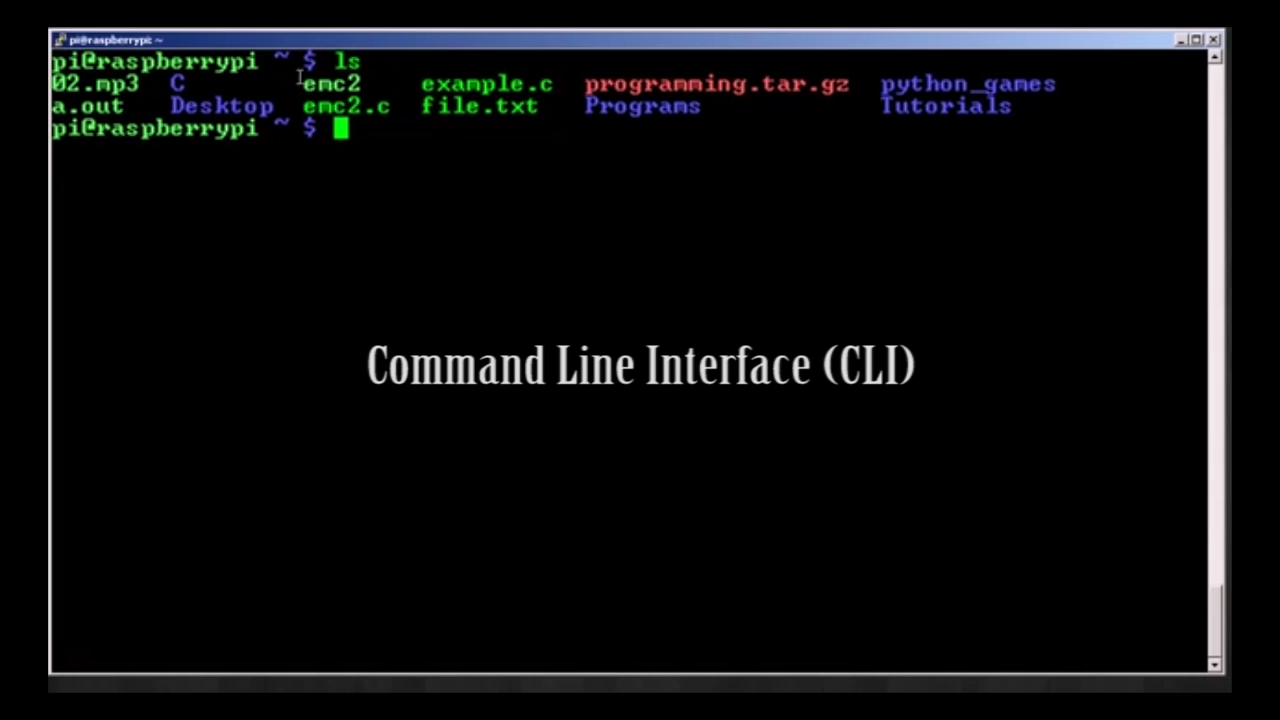 pi@raspberrypi: ~
pi@raspberrypi ~ $ ls
02.mp3 C emc2 example.c programming.tar.gz python_games
a.out Desktop emc2.c file.txt Programs Tutorials
pi@raspberrypi ~ $
Command Line Interface (CLI)